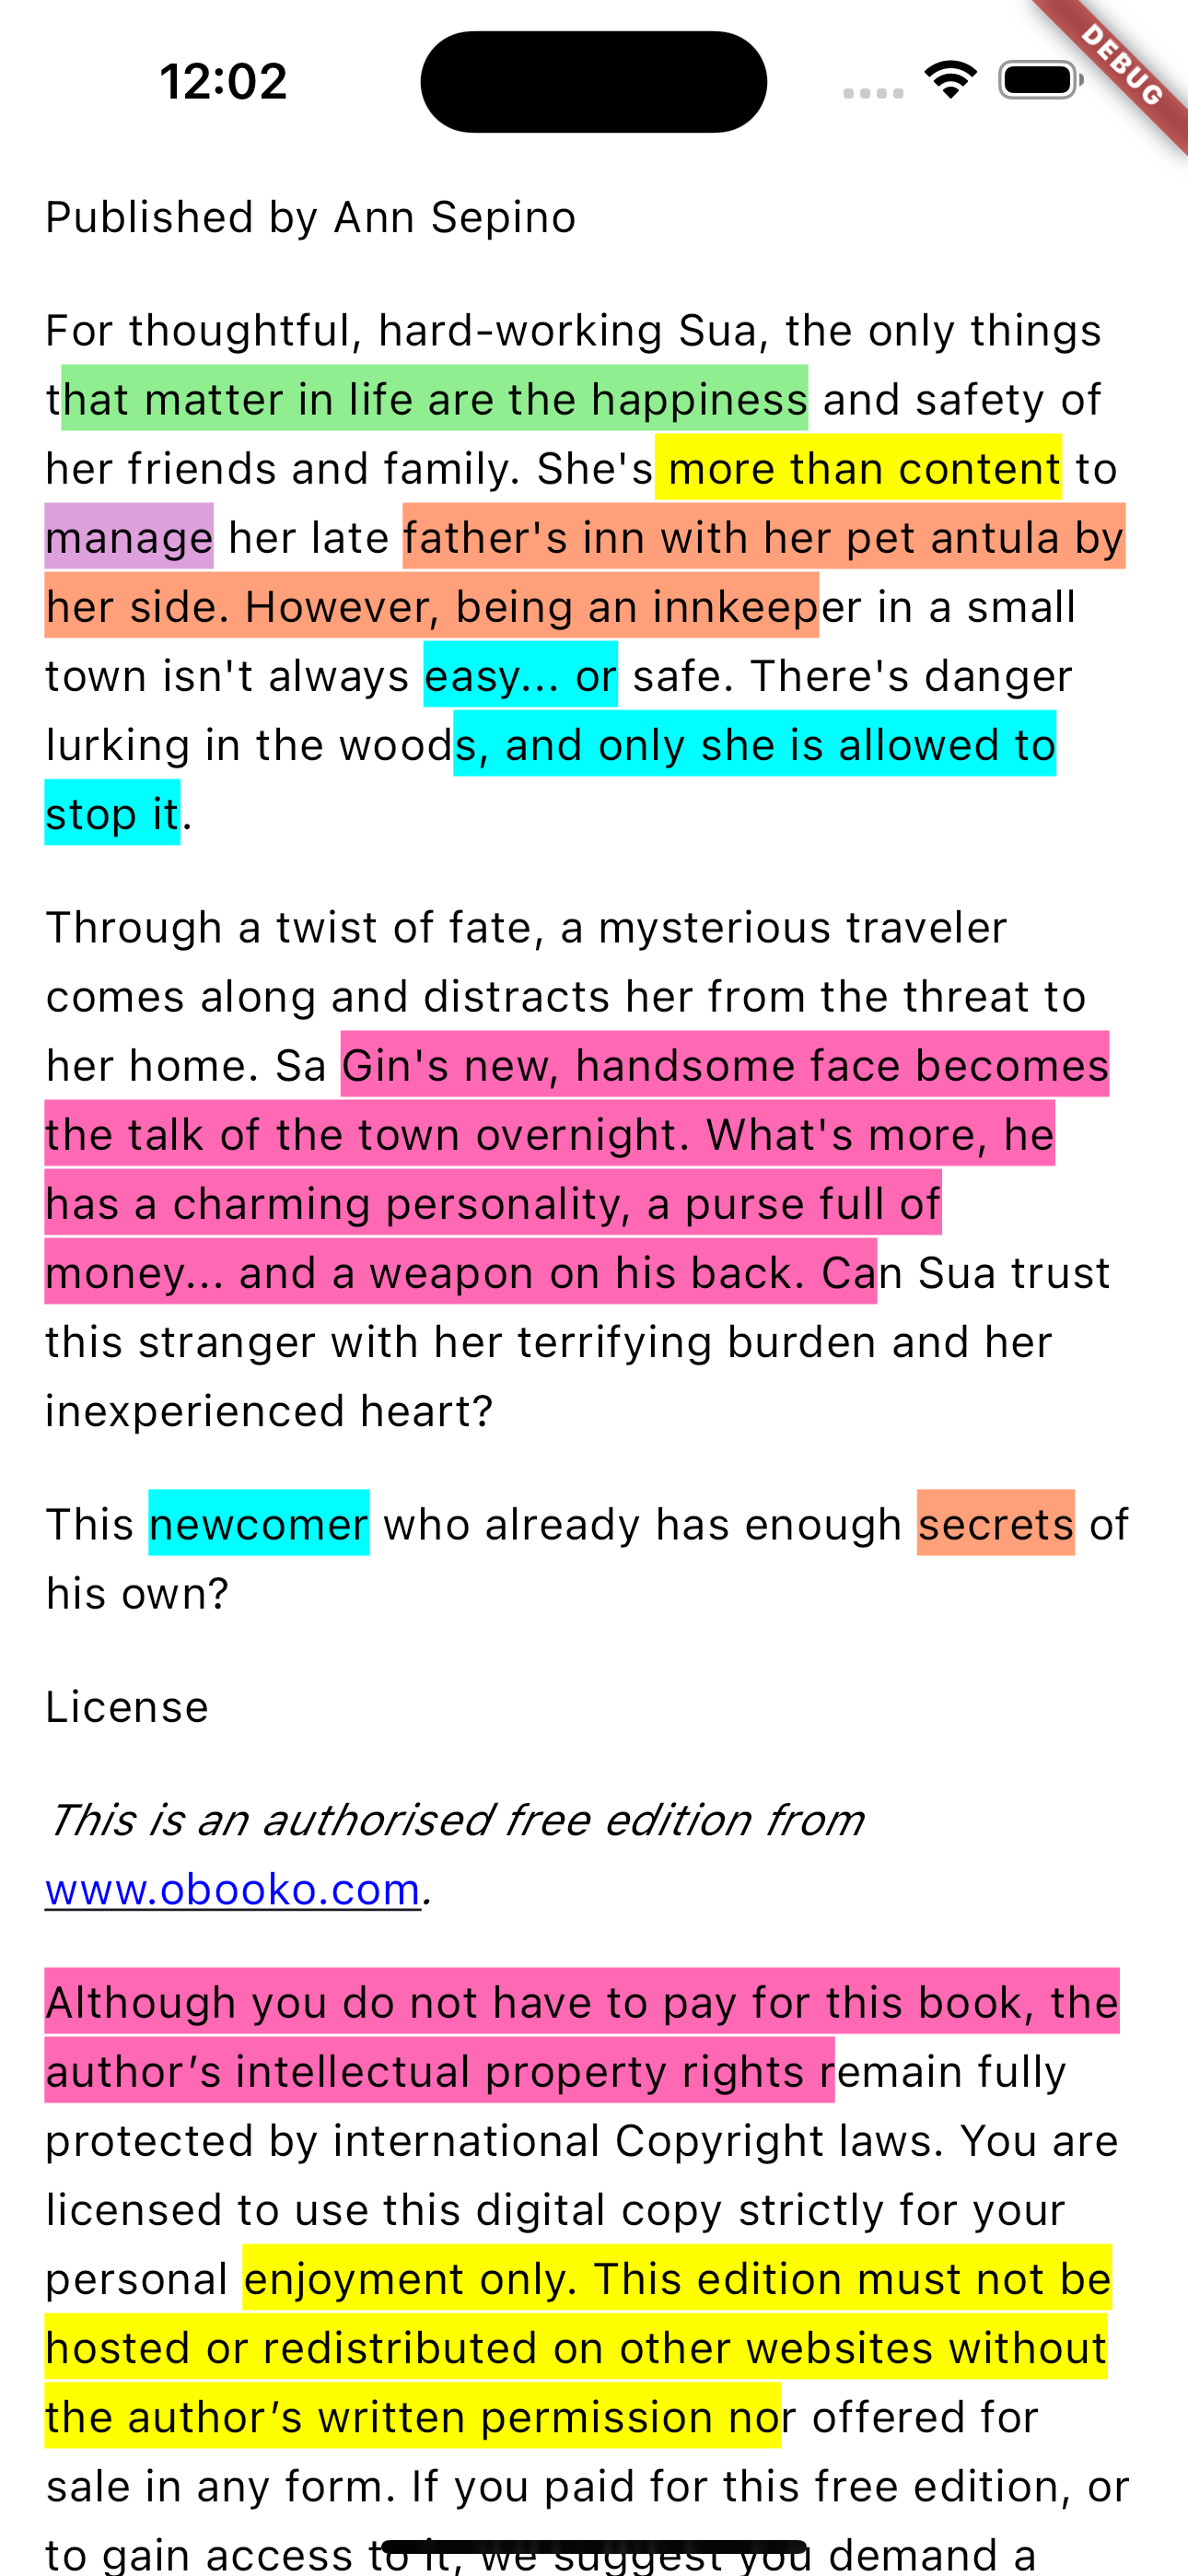 12:02
DEBUG
Published by Ann Sepino
For thoughtful, hard-working Sua, the only things
that matter in life are the happiness and safety of
her friends and family. She's more than content to
manage her late father's inn with her pet antula by
her side. However, being an innkeeper in a small
town isn't always easy... or safe. There's danger
lurking in the woods, and only she is allowed to
stop it.
Through a twist of fate, a mysterious traveler
comes along and distracts her from the threat to
her home. Sa Gin's new, handsome face becomes
the talk of the town overnight. What's more, he
has a charming personality, a purse full of
money... and a weapon on his back. Can Sua trust
this stranger with her terrifying burden and her
inexperienced heart?
This newcomer who already has enough secrets of
his own?
License
This is an authorised free edition from
www.obooko.com.
Although you do not have to pay for this book, the
author’s intellectual property rights remain fully
protected by international Copyright laws. You are
licensed to use this digital copy strictly for your
personal enjoyment only. This edition must not be
hosted or redistributed on other websites without
the author’s written permission nor offered for
sale in any form. If you paid for this free edition, or
to gain access to it, we suggest you demand a